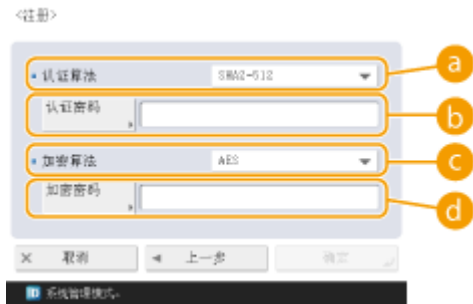 <注册>
认证算法 SHA2-512 a
认证密码 b
加密算法 AES c
加密密码 d
× 取消 ◄ 上一步 确定
ID 系统管理模式。